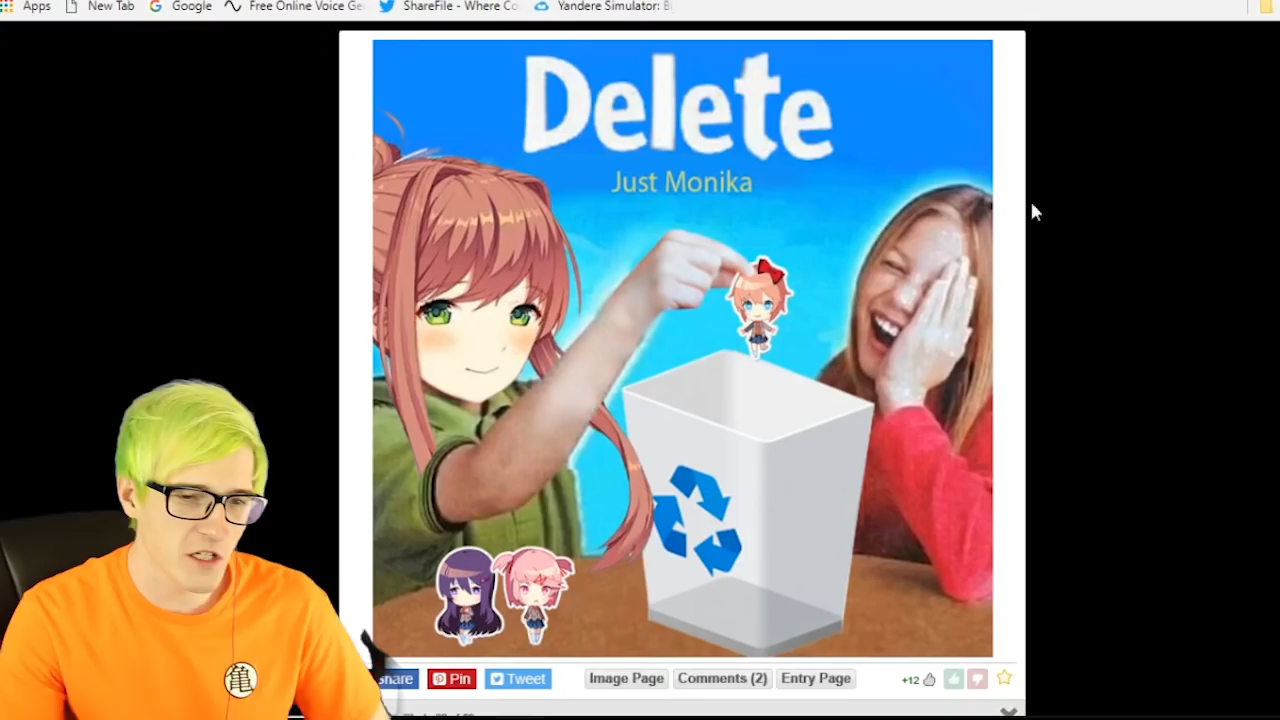 Apps New Tab Google Free Online Voice Ge ShareFile - Where Co Yandere Simulator: B
Delete
Just Monika
亀
Share Pin Tweet Image Page Comments (2) Entry Page +12